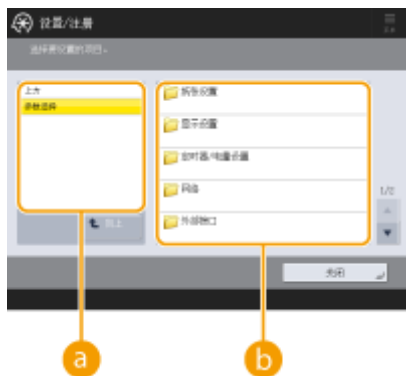 设置/注册
选择要设置的项目。
上方
参数选择
纸张设置
显示设置
定时器/电量设置
网络
外部接口
向上
1/2
关闭
a
b